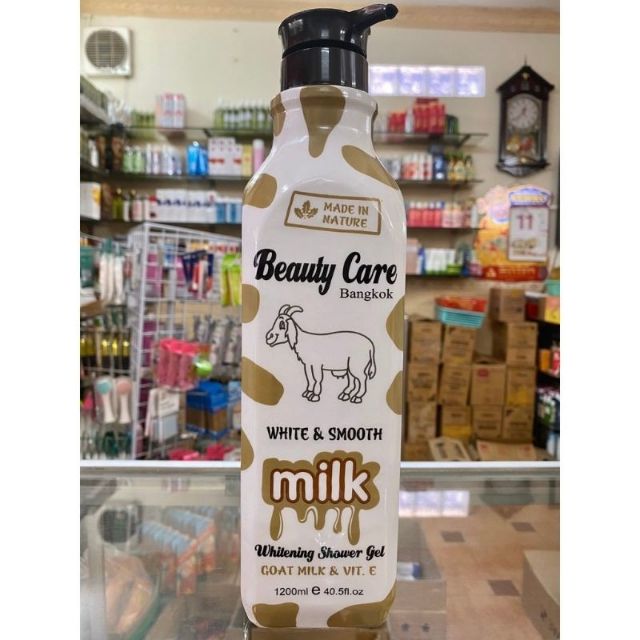 MADE IN
NATURE
Beauty Care
Bangkok
WHITE & SMOOTH
milk
Whitening Shower Gel
GOAT MILK & VIT. E
1200ml e 40.5fl.oz
11